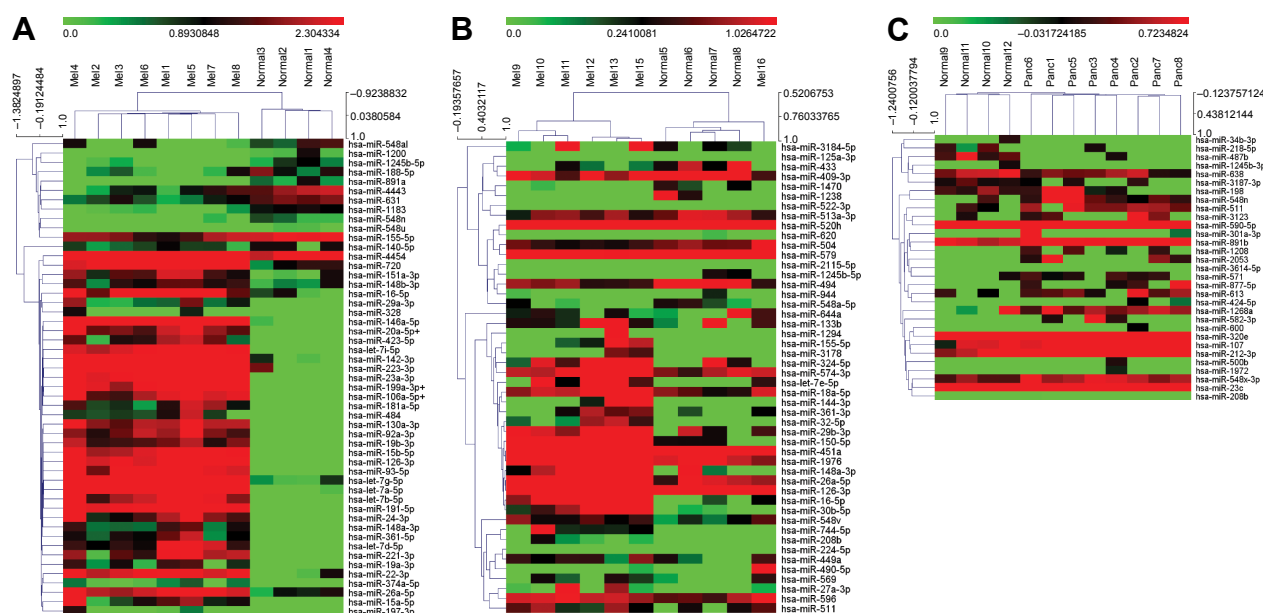 A
0.0 0.8930848 2.304334
Mel4 Mel2 Mel3 Mel6 Mel1 Mel5 Mel7 Mel8 Normal3 Normal2 Normal1 Normal4
−1.3824897
−0.19124484
1.0
−0.9238832
0.0380584
1.0
hsa-miR-548al
hsa-miR-1200
hsa-miR-1245b-5p
hsa-miR-188-5p
hsa-miR-891a
hsa-miR-4443
hsa-miR-631
hsa-miR-1183
hsa-miR-548n
hsa-miR-548u
hsa-miR-155-5p
hsa-miR-140-5p
hsa-miR-4454
hsa-miR-720
hsa-miR-151a-3p
hsa-miR-148b-3p
hsa-miR-16-5p
hsa-miR-29a-3p
hsa-miR-328
hsa-miR-146a-5p
hsa-miR-20a-5p+
hsa-miR-423-5p
hsa-let-7i-5p
hsa-miR-142-3p
hsa-miR-223-3p
hsa-miR-23a-3p
hsa-miR-199a-3p+
hsa-miR-106a-5p+
hsa-miR-181a-5p
hsa-miR-484
hsa-miR-130a-3p
hsa-miR-92a-3p
hsa-miR-19b-3p
hsa-miR-15b-5p
hsa-miR-126-3p
hsa-miR-93-5p
hsa-let-7g-5p
hsa-let-7a-5p
hsa-let-7b-5p
hsa-miR-191-5p
hsa-miR-24-3p
hsa-miR-148a-3p
hsa-miR-361-5p
hsa-let-7d-5p
hsa-miR-221-3p
hsa-miR-19a-3p
hsa-miR-22-3p
hsa-miR-374a-5p
hsa-miR-26a-5p
hsa-miR-15a-5p
hsa-miR-197-3p
B
0.0 0.2410081 1.0264722
Mel9 Mel10 Mel11 Mel12 Mel13 Mel15 Normal5 Normal6 Normal7 Normal8 Mel16
−0.19357657
0.4032117
1.0
0.5206753
0.76033765
1.0
hsa-miR-3184-5p
hsa-miR-125a-3p
hsa-miR-433
hsa-miR-409-3p
hsa-miR-1470
hsa-miR-1238
hsa-miR-522-3p
hsa-miR-513a-3p
hsa-miR-520h
hsa-miR-620
hsa-miR-504
hsa-miR-579
hsa-miR-2115-5p
hsa-miR-1245b-5p
hsa-miR-494
hsa-miR-944
hsa-miR-548a-5p
hsa-miR-644a
hsa-miR-133b
hsa-miR-1294
hsa-miR-155-5p
hsa-miR-3178
hsa-miR-324-5p
hsa-miR-574-3p
hsa-let-7e-5p
hsa-miR-18a-5p
hsa-miR-144-3p
hsa-miR-361-3p
hsa-miR-32-5p
hsa-miR-29b-3p
hsa-miR-150-5p
hsa-miR-451a
hsa-miR-1976
hsa-miR-148a-3p
hsa-miR-26a-5p
hsa-miR-126-3p
hsa-miR-16-5p
hsa-miR-30b-5p
hsa-miR-548v
hsa-miR-744-5p
hsa-miR-208b
hsa-miR-224-5p
hsa-miR-449a
hsa-miR-490-5p
hsa-miR-569
hsa-miR-27a-3p
hsa-miR-596
hsa-miR-511
C
0.0 −0.031724185 0.7234824
Normal9 Normal11 Normal10 Normal12 Panc6 Panc1 Panc5 Panc3 Panc4 Panc2 Panc7 Panc8
−1.2400756
−0.120037794
1.0
−0.123757124
0.43812144
1.0
hsa-miR-34b-3p
hsa-miR-218-5p
hsa-miR-487b
hsa-miR-1245b-3p
hsa-miR-638
hsa-miR-3187-3p
hsa-miR-198
hsa-miR-548n
hsa-miR-511
hsa-miR-3123
hsa-miR-590-5p
hsa-miR-301a-3p
hsa-miR-891b
hsa-miR-1208
hsa-miR-2053
hsa-miR-3614-5p
hsa-miR-571
hsa-miR-877-5p
hsa-miR-613
hsa-miR-424-5p
hsa-miR-1268a
hsa-miR-582-3p
hsa-miR-600
hsa-miR-320e
hsa-miR-107
hsa-miR-212-3p
hsa-miR-500b
hsa-miR-1972
hsa-miR-548x-3p
hsa-miR-23c
hsa-miR-208b